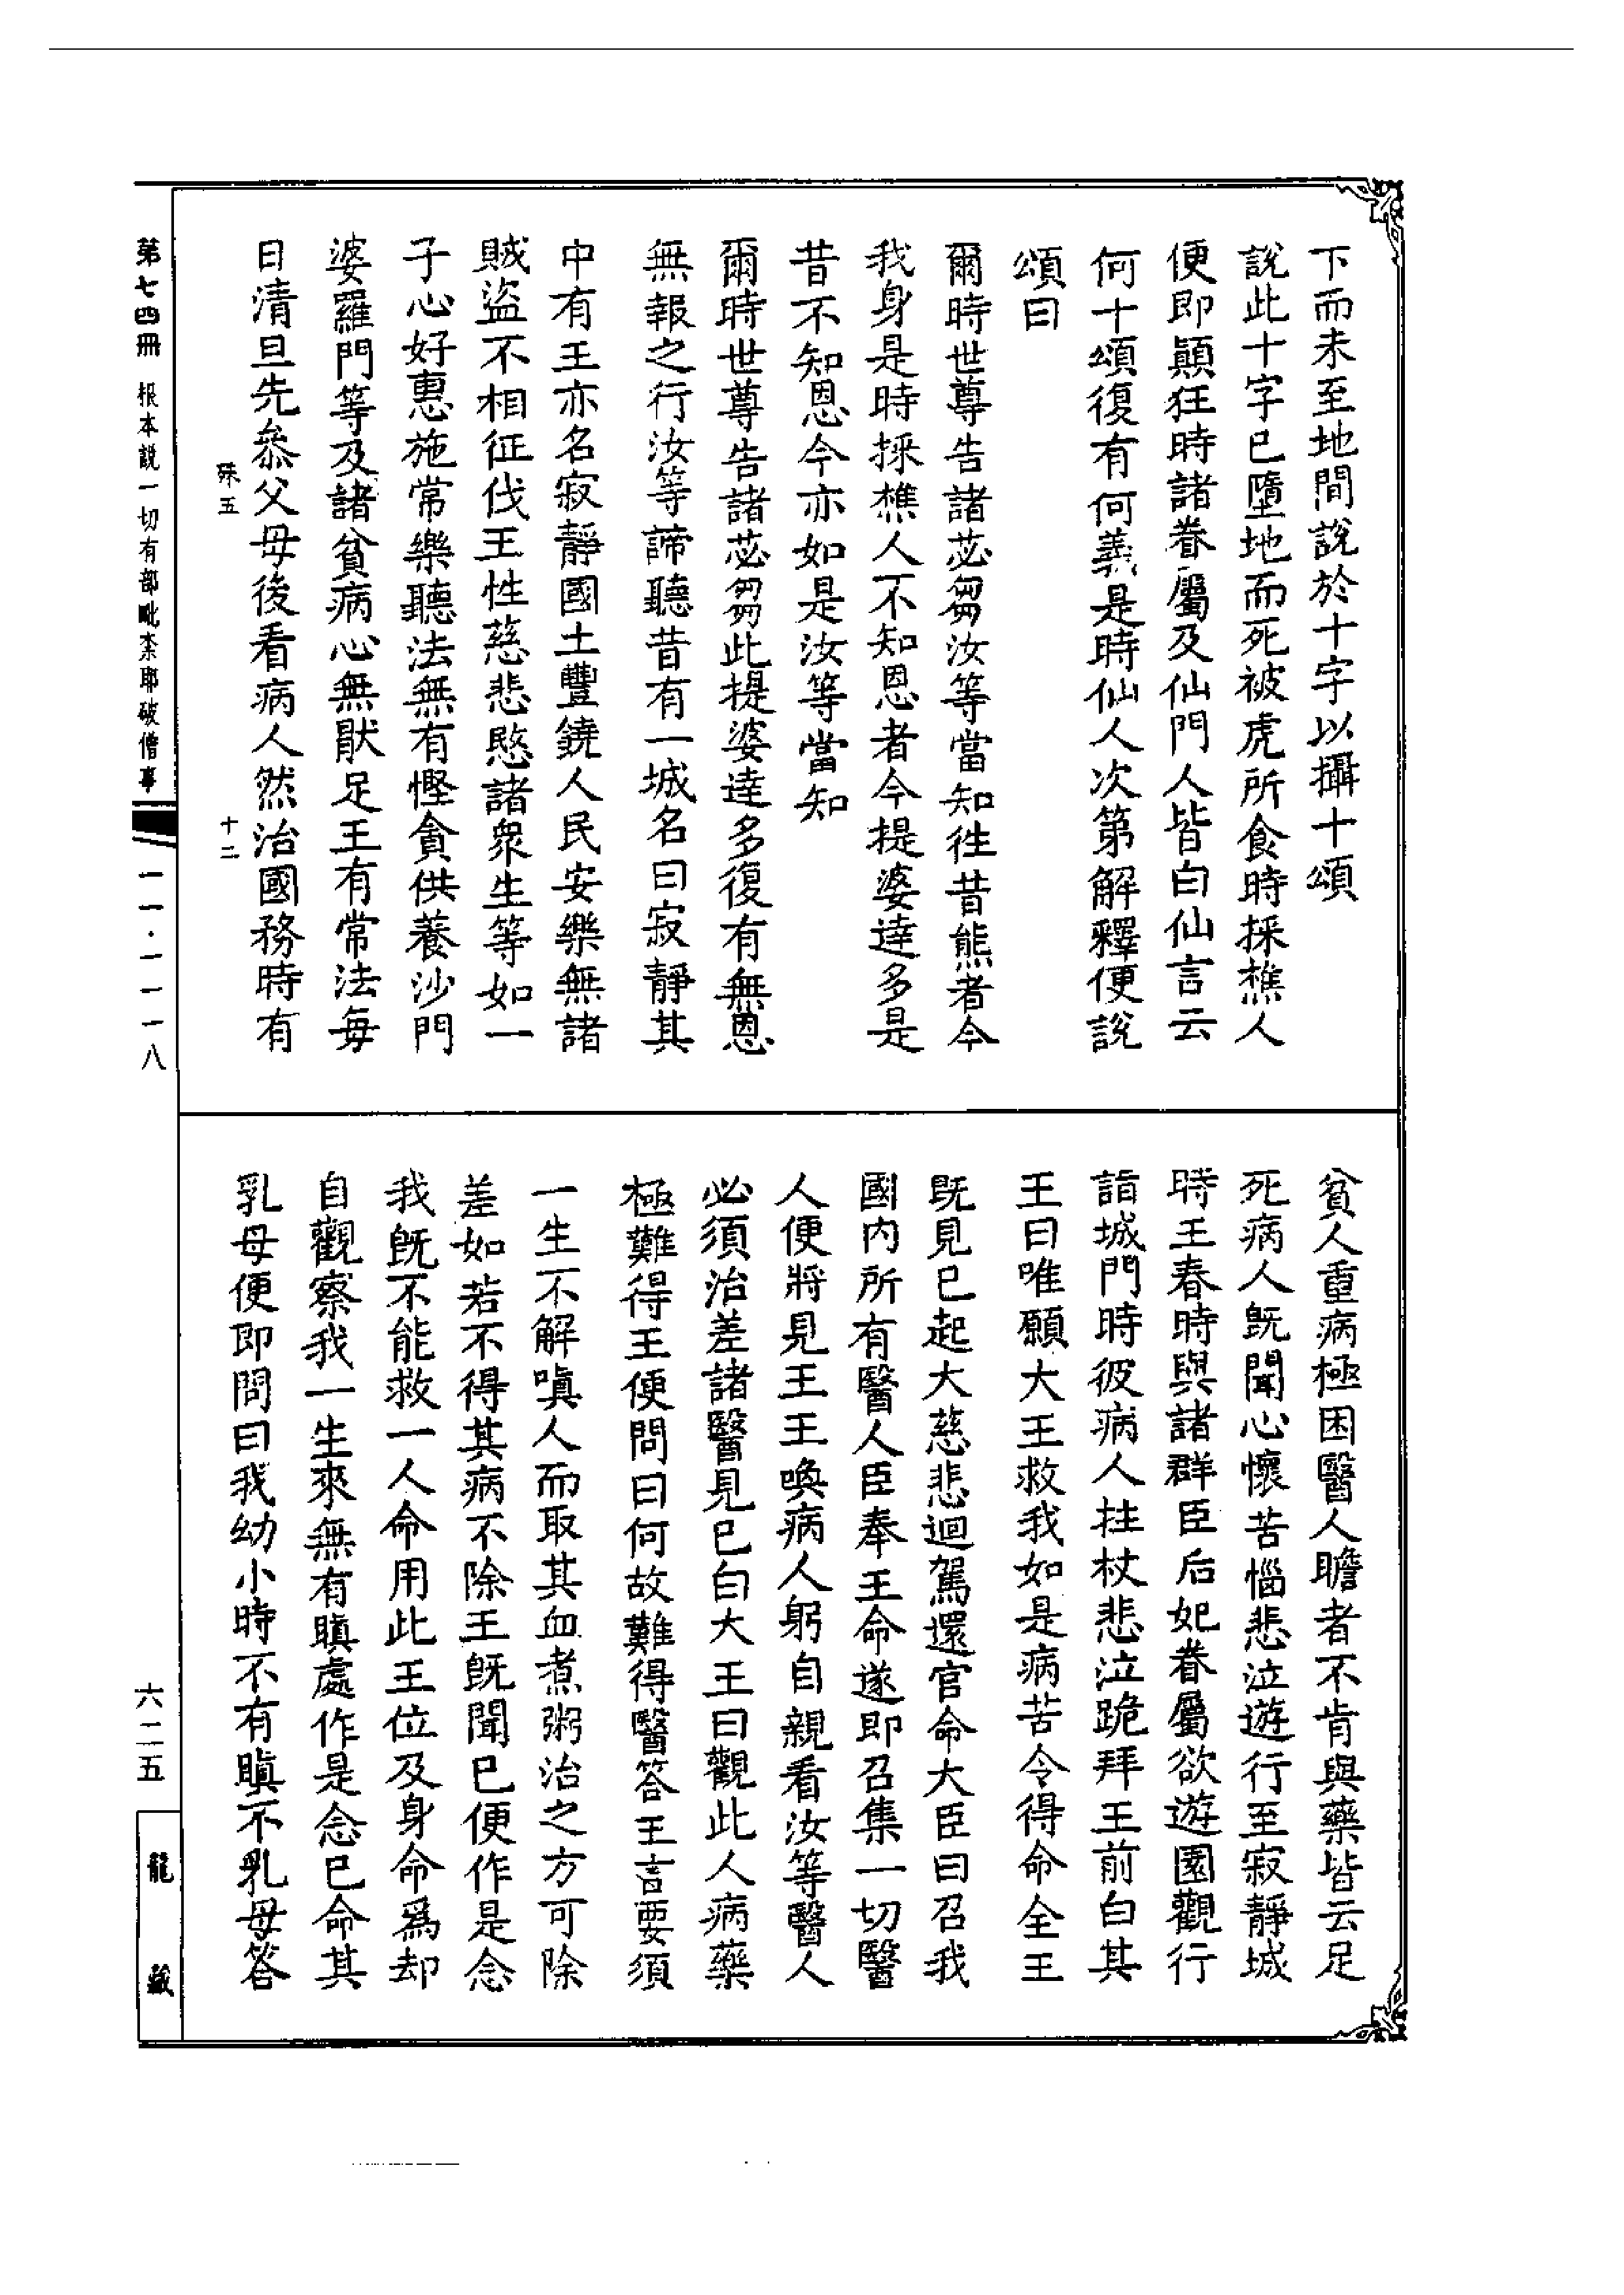 下而未至地間說於十字以攝十頌
說此十字已墮地而死被虎所食時採樵人
便即顛狂時諸眷屬及仙門人皆白仙言云
何十頌復有何義是時仙人次第解釋便說
頌曰
爾時世尊告諸苾芻汝等當知徃昔熊者今
我身是時採樵人不知恩者今提婆達多是
昔不知恩今亦如是汝等當知
爾時世尊告諸苾芻此提婆達多復有無恩
無報之行汝等諦聽昔有一城名曰寂靜其
中有王亦名寂靜國土豐饒人民安樂無諸
賊盜不相征伐王性慈悲愍諸衆生等如一
子心好惠施常樂聽法無有慳貪供養沙門
婆羅門等及諸貧病心無猒足王有常法每
日清旦先叅父母後看病人然治國務時有
殊五
十二
貧人重病極困醫人瞻者不肯與藥皆云足
死病人既聞心懷苦惱悲泣遊行至寂靜城
時王春時與諸群臣后妃眷屬欲遊園觀行
詣城門時彼病人拄杖悲泣跪拜王前白其
王曰唯願大王救我如是病苦令得命全王
既見已起大慈悲迴駕還宮命大臣曰召我
國內所有醫人臣奉王命遂即召集一切醫
人便將見王王喚病人躬自親看汝等醫人
必須治差諸醫見已白大王曰觀此人病藥
極難得王便問曰何故難得醫答王言要須
一生不解嗔人而取其血煮粥治之方可除
差如若不得其病不除王既聞已便作是念
我既不能救一人命用此王位及身命爲却
自觀察我一生來無有瞋處作是念已命其
乳母便即問曰我幼小時不有瞋不乳母答
第七四冊 根本說一切有部毗柰耶破僧事 一一·一一一八
六二五
龍藏